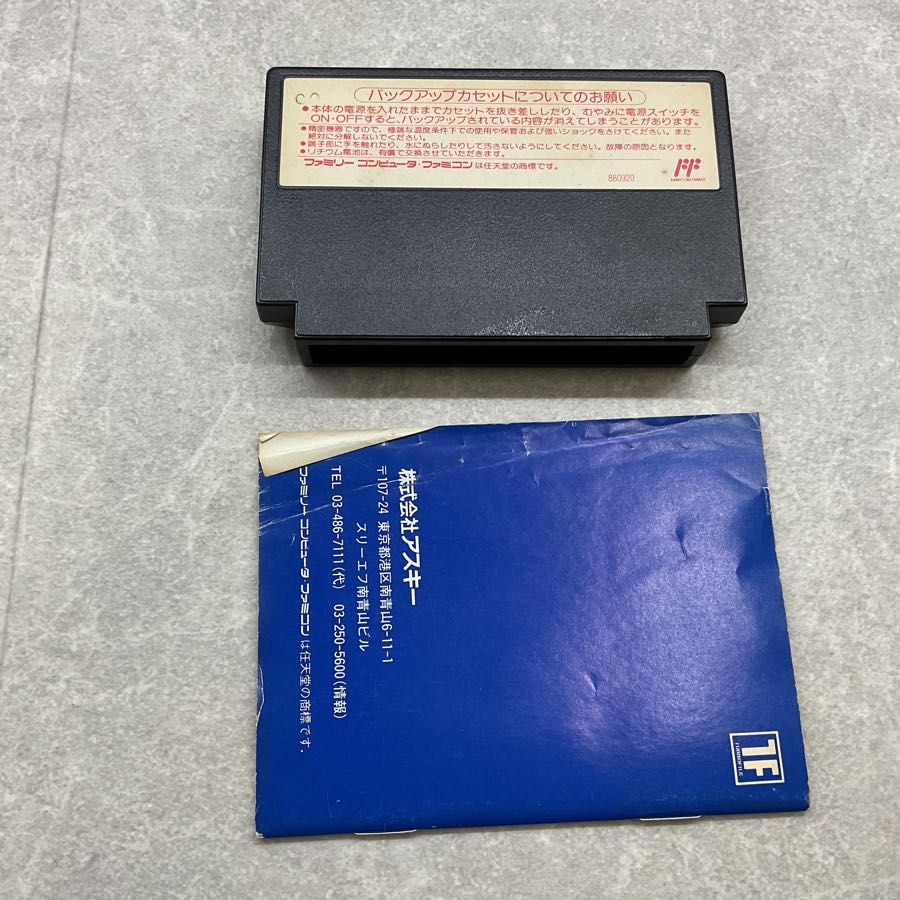 バックアップカセットについてのお願い
●本体の電源を入れたままでカセットを抜き差ししたり、むやみに電源スイッチを
ON・OFFすると、バックアップされている内容が消えてしまうことがあります。
●精密機器ですので、極端な温度条件下での使用や保管および強いショックをさけてください。また
絶対に分解しないでください。
●端子部に手を触れたり、水にぬらしたりして汚さないようにしてください。故障の原因となります。
●リチウム電池は、有償で交換させていただきます。
ファミリーコンピュータ・ファミコンは任天堂の商標です。
880920
FF
FAMICOM FAMILY
株式会社アスキー
〒107-24 東京都港区南青山6-11-1
スリーエフ南青山ビル
TEL 03-486-7111(代) 03-250-5600(情報)
ファミリーコンピュータ・ファミコンは任天堂の商標です.
TF
TURBO FILE